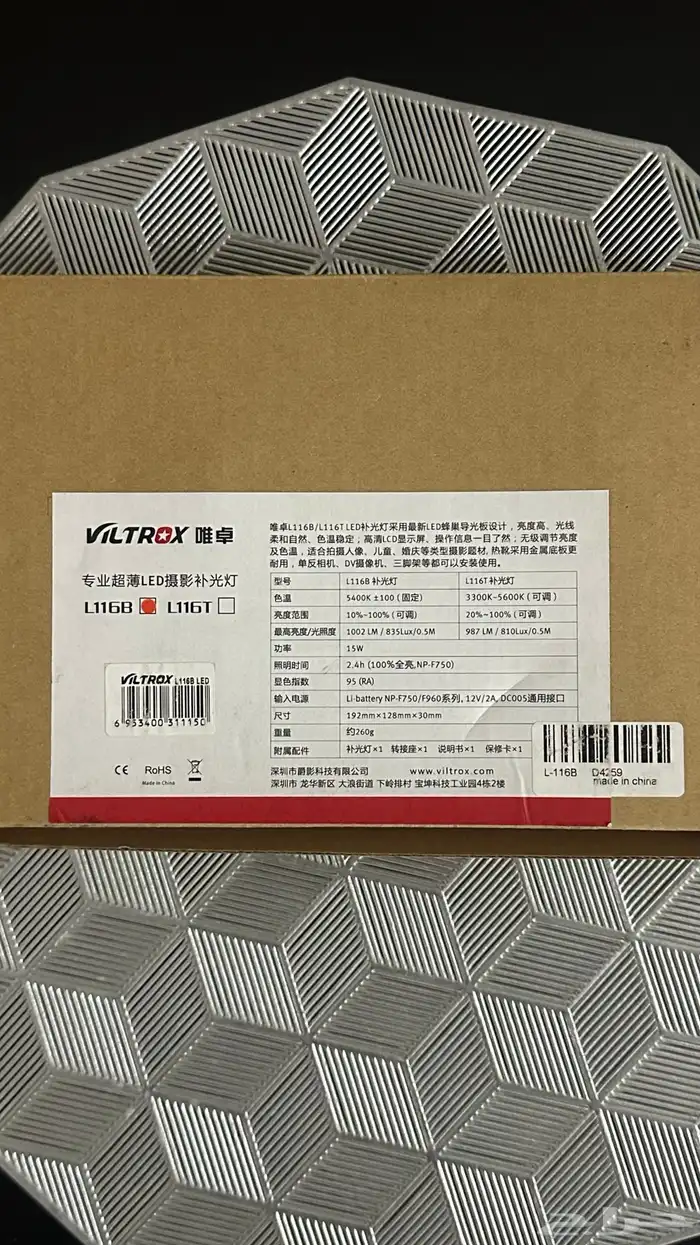 VILTROX 唯卓
专业超薄LED摄影补光灯
L116B L116T
VILTROX L116B LED
6 953400 311150
CE RoHS
Made in China
唯卓L116B/L116T LED补光灯采用最新LED蜂巢导光板设计，亮度高、光线
柔和自然、色温稳定；高清LCD显示屏、操作信息一目了然；无级调节亮度
及色温，适合拍摄人像、儿童、婚庆等类型摄影题材，热靴采用金属底板更
耐用，单反相机、DV摄像机、三脚架等都可以安装使用。
型号 L116B 补光灯 L116T 补光灯
色温 5400K ±100 (固定) 3300K~5600K (可调)
亮度范围 10%~100% (可调) 20%~100% (可调)
最高亮度/光照度 1002 LM / 835Lux/0.5M 987 LM / 810Lux/0.5M
功率 15W
照明时间 2.4h (100%全亮,NP-F750)
显色指数 95 (RA)
输入电源 Li-battery NP-F750/F960系列, 12V/2A, DC005通用接口
尺寸 192mm×128mm×30mm
重量 约260g
附属配件 补光灯×1 转接座×1 说明书×1 保修卡×1
深圳市爵影科技有限公司 www.viltrox.com
深圳市 龙华新区 大浪街道 下岭排村 宝坤科技工业园4栋2楼
L-116B D4259
made in china
حراج